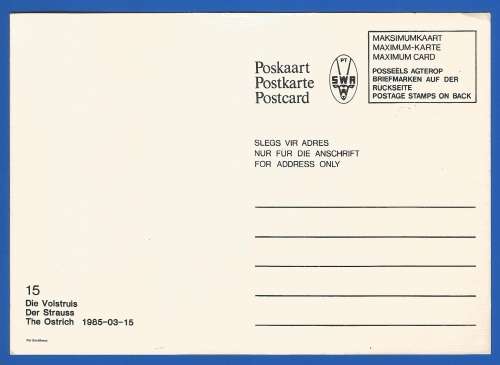 MAKSIMUMKAART
MAXIMUM-KARTE
MAXIMUM CARD
POSSEËLS AGTEROP
BRIEFMARKEN AUF DER
RÜCKSEITE
POSTAGE STAMPS ON BACK
Poskaart
Postkarte
Postcard
PT
SWA
SLEGS VIR ADRES
NUR FÜR DIE ANSCHRIFT
FOR ADDRESS ONLY
15
Die Volstruis
Der Strauss
The Ostrich 1985-03-15